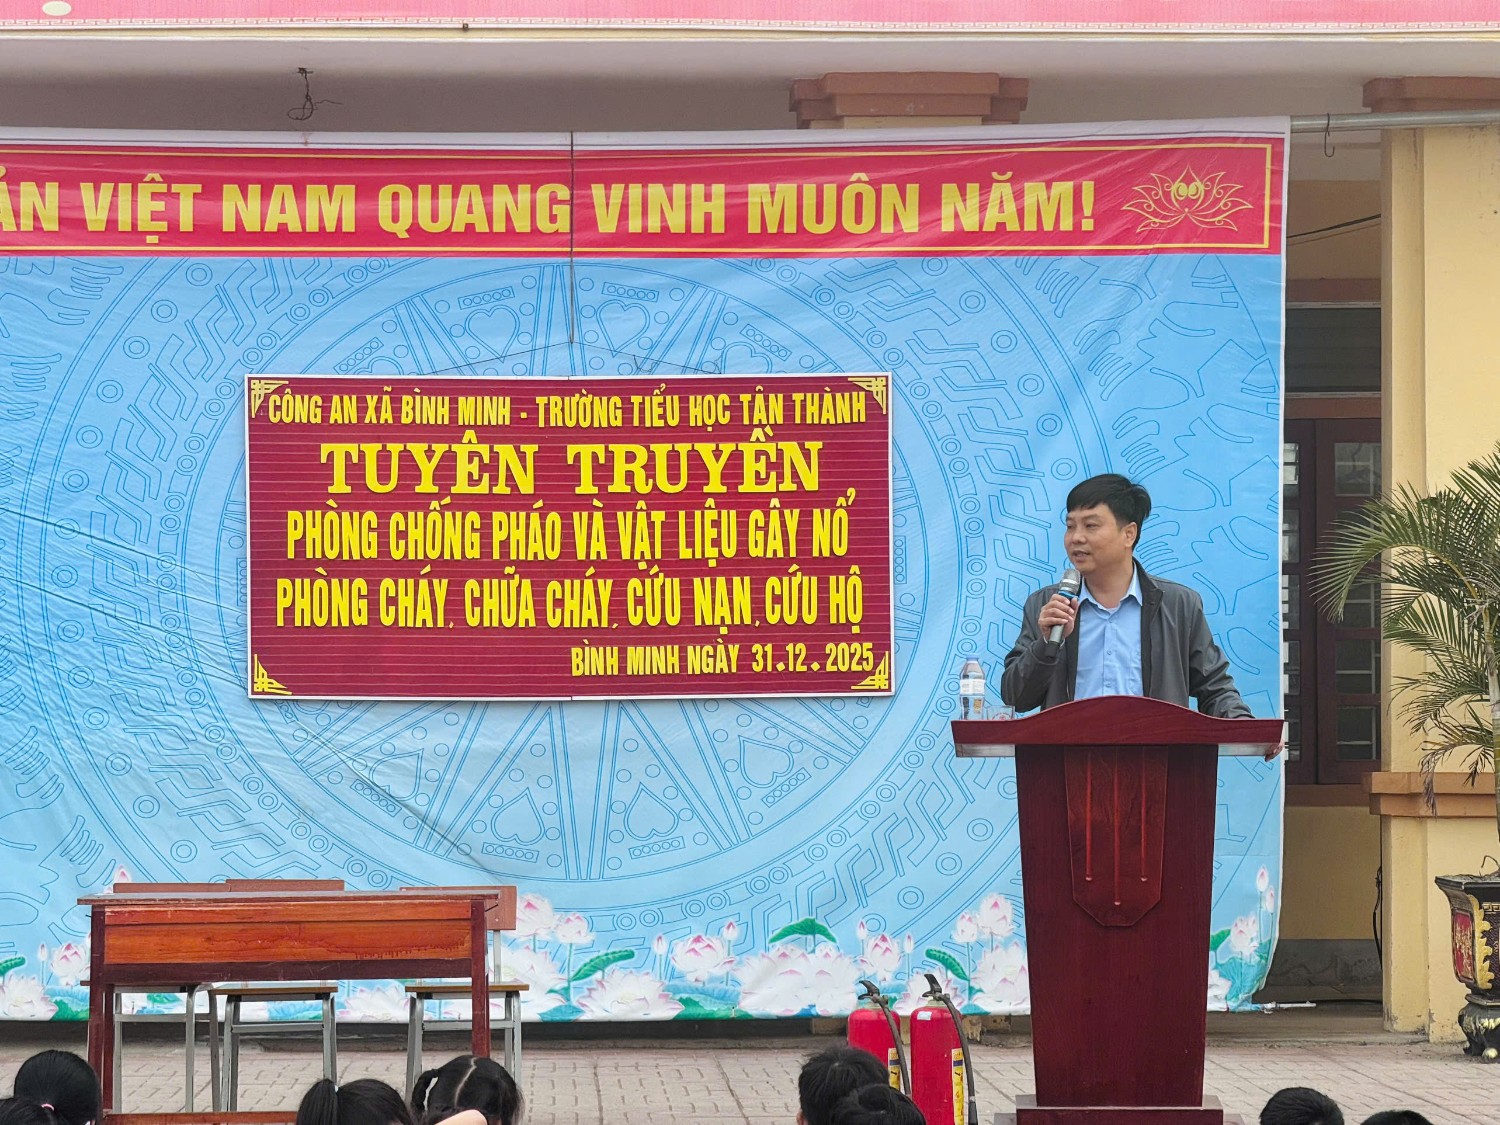 VIỆT NAM QUANG VINH MUÔN NĂM!
CÔNG AN XÃ BÌNH MINH - TRƯỜNG TIỂU HỌC TÂN THÀNH
TUYÊN TRUYỀN
PHÒNG CHỐNG PHÁO VÀ VẬT LIỆU GÂY NỔ
PHÒNG CHÁY, CHỮA CHÁY, CỨU NẠN, CỨU HỘ
BÌNH MINH NGÀY 31.12.2025